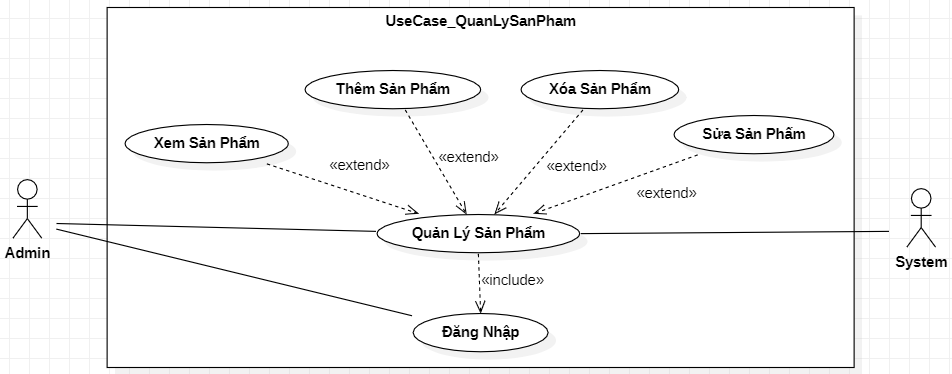 UseCase_QuanLySanPham
Thêm Sản Phẩm
Xóa Sản Phẩm
Xem Sản Phẩm
Sửa Sản Phẩm
«extend»
«extend»
«extend»
«extend»
Admin
Quản Lý Sản Phẩm
System
«include»
Đăng Nhập